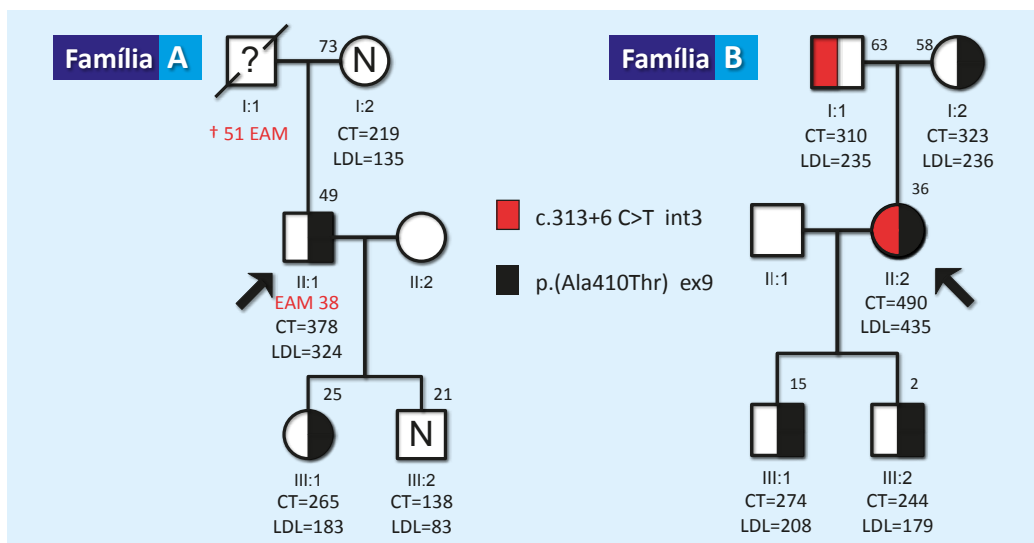 Família A
?
73
N
I:1
I:2
† 51 EAM
CT=219
LDL=135
49
II:1
II:2
EAM 38
CT=378
LDL=324
25
21
N
III:1
III:2
CT=265
CT=138
LDL=183
LDL=83
c.313+6 C>T int3
p.(Ala410Thr) ex9
Família B
63
58
I:1
I:2
CT=310
CT=323
LDL=235
LDL=236
36
II:1
II:2
CT=490
LDL=435
15
2
III:1
III:2
CT=274
CT=244
LDL=208
LDL=179